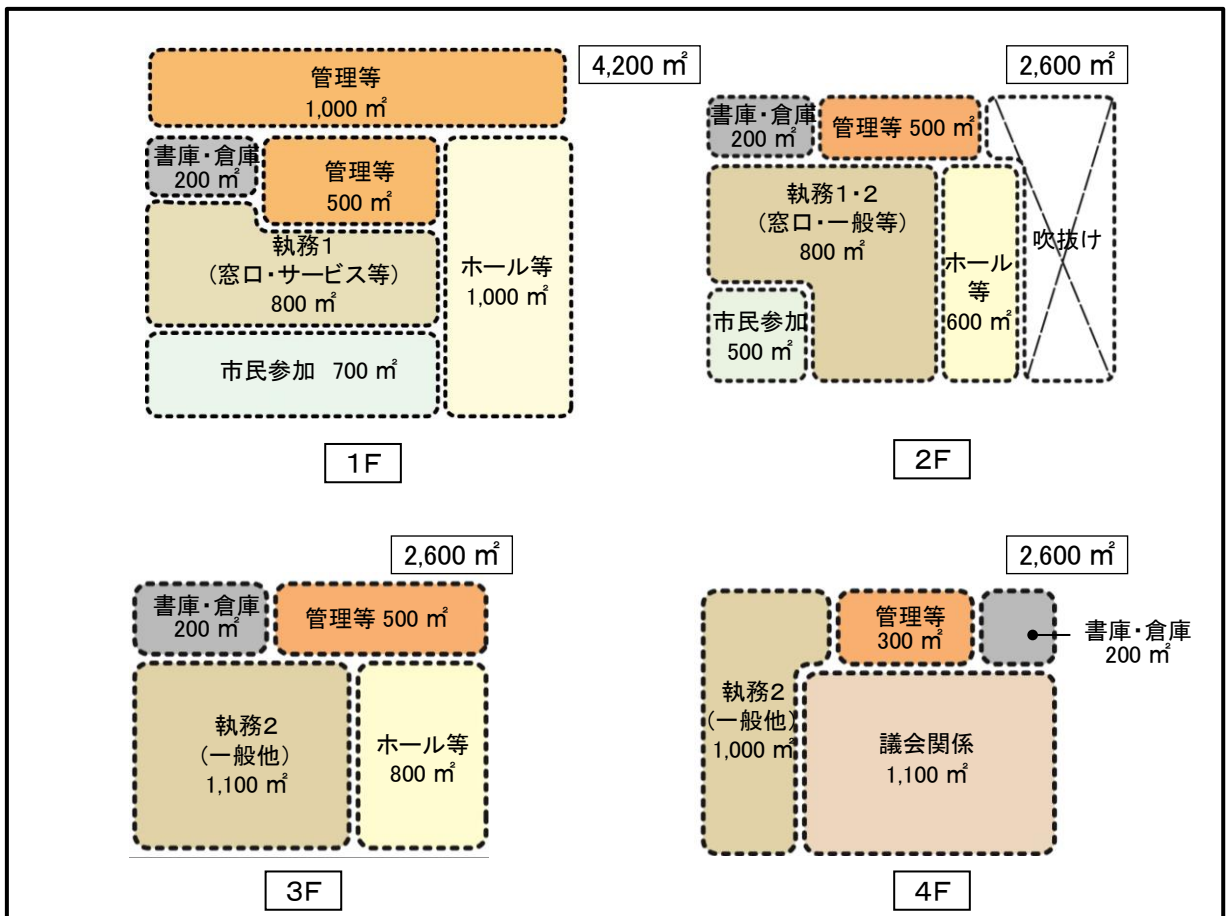 4,200 ㎡
管理等
1,000 ㎡
書庫・倉庫
200 ㎡
管理等
500 ㎡
執務1
（窓口・サービス等）
800 ㎡
ホール等
1,000 ㎡
市民参加 700 ㎡
1F
2,600 ㎡
書庫・倉庫
200 ㎡
管理等 500 ㎡
執務1・2
（窓口・一般等）
800 ㎡
ホール
等
600 ㎡
吹抜け
市民参加
500 ㎡
2F
2,600 ㎡
書庫・倉庫
200 ㎡
管理等 500 ㎡
執務2
（一般他）
1,100 ㎡
ホール等
800 ㎡
3F
2,600 ㎡
管理等
300 ㎡
書庫・倉庫
200 ㎡
執務2
（一般他）
1,000 ㎡
議会関係
1,100 ㎡
4F